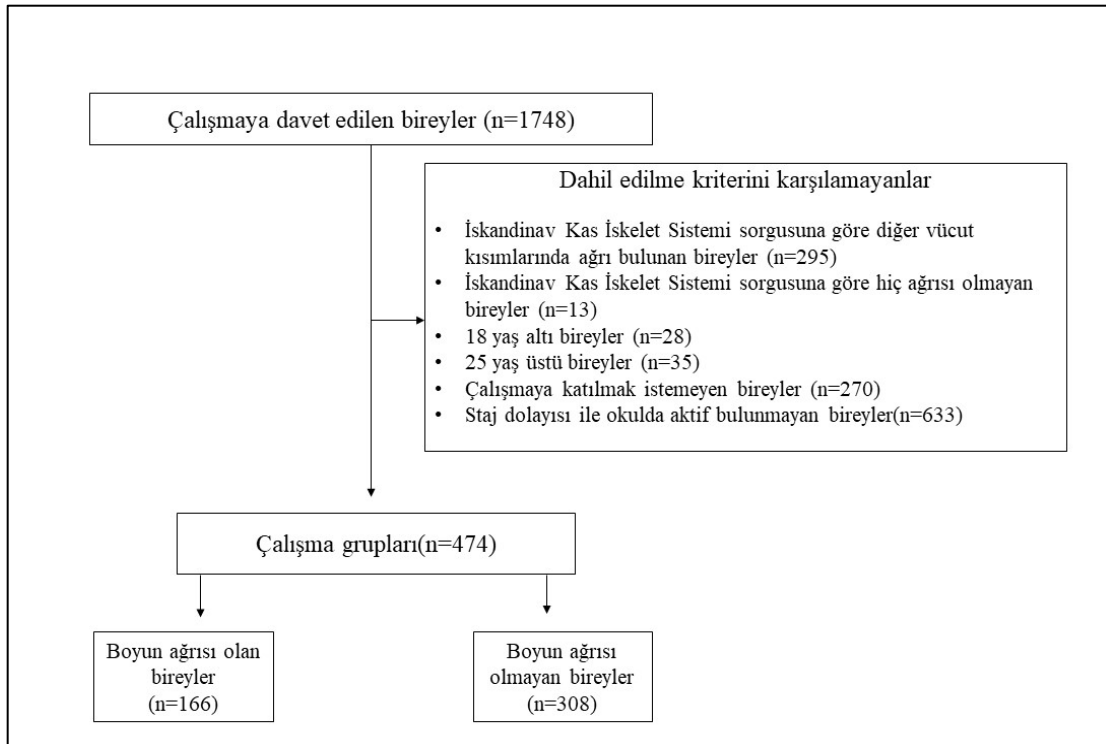 Çalışmaya davet edilen bireyler (n=1748)
Dahil edilme kriterini karşılamayanlar
• İskandinav Kas İskelet Sistemi sorgusuna göre diğer vücut
kısımlarında ağrı bulunan bireyler (n=295)
• İskandinav Kas İskelet Sistemi sorgusuna göre hiç ağrısı olmayan
bireyler (n=13)
• 18 yaş altı bireyler (n=28)
• 25 yaş üstü bireyler (n=35)
• Çalışmaya katılmak istemeyen bireyler (n=270)
• Staj dolayısı ile okulda aktif bulunmayan bireyler(n=633)
Çalışma grupları(n=474)
Boyun ağrısı olan
bireyler
(n=166)
Boyun ağrısı
olmayan bireyler
(n=308)